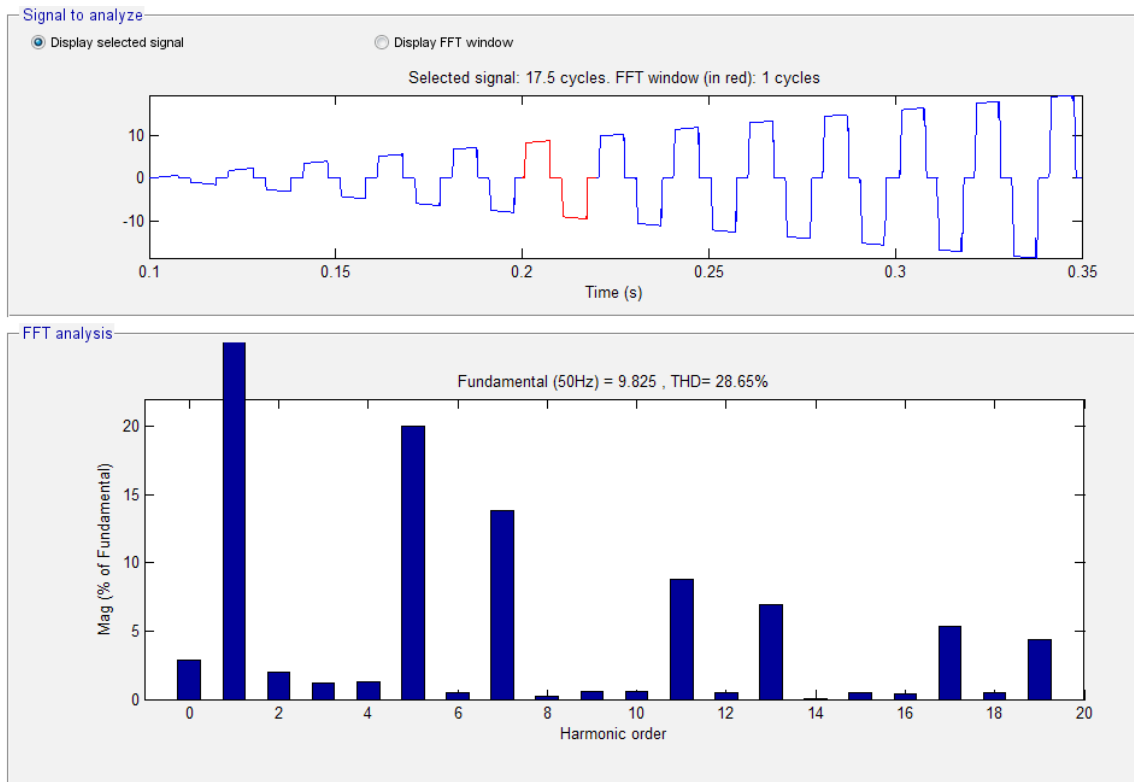 Signal to analyze
Display selected signal
Display FFT window
Selected signal: 17.5 cycles. FFT window (in red): 1 cycles
10
0
-10
0.1 0.15 0.2 0.25 0.3 0.35
Time (s)
FFT analysis
Fundamental (50Hz) = 9.825 , THD= 28.65%
20
15
10
5
0
Mag (% of Fundamental)
0 2 4 6 8 10 12 14 16 18 20
Harmonic order